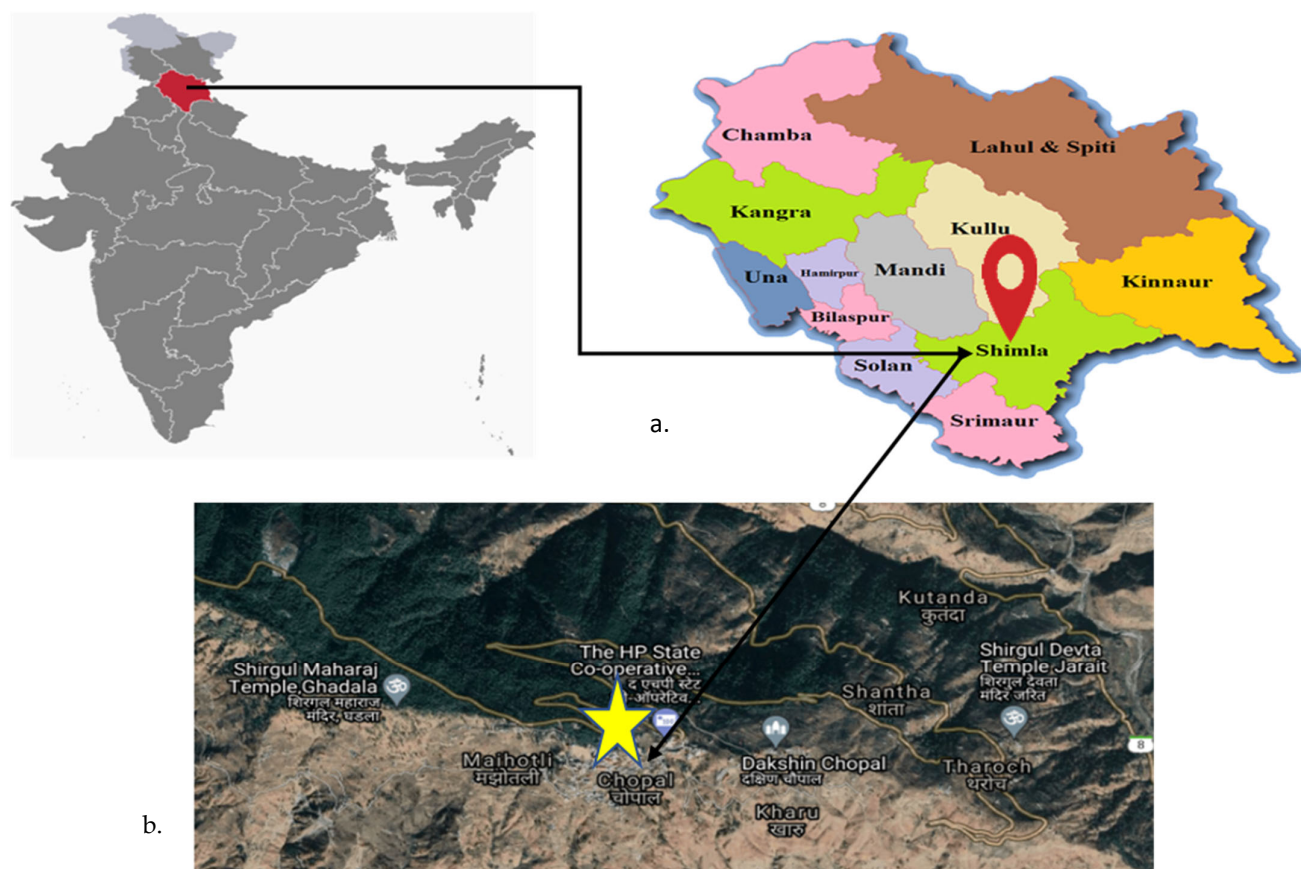 Chamba
Lahul & Spiti
Kangra
Kullu
Una
Hamirpur
Mandi
Kinnaur
Bilaspur
Shimla
Solan
Srimaur
a.
8
Kutanda
कुतंदा
The HP State
Co-operative...
द एचपी स्टेट
-ऑपरेटिव...
Shirgul Maharaj
Temple,Ghadala
शिरगुल महाराज
मंदिर, घडला
Shirgul Devta
Temple,Jarait
शिरगुल देवता
मंदिर जरित
Shantha
शांता
8
Maihotli
मझोतली
Chopal
चोपाल
Dakshin Chopal
दक्षिण चौपाल
Tharoch
थरोच
Kharu
खारु
b.